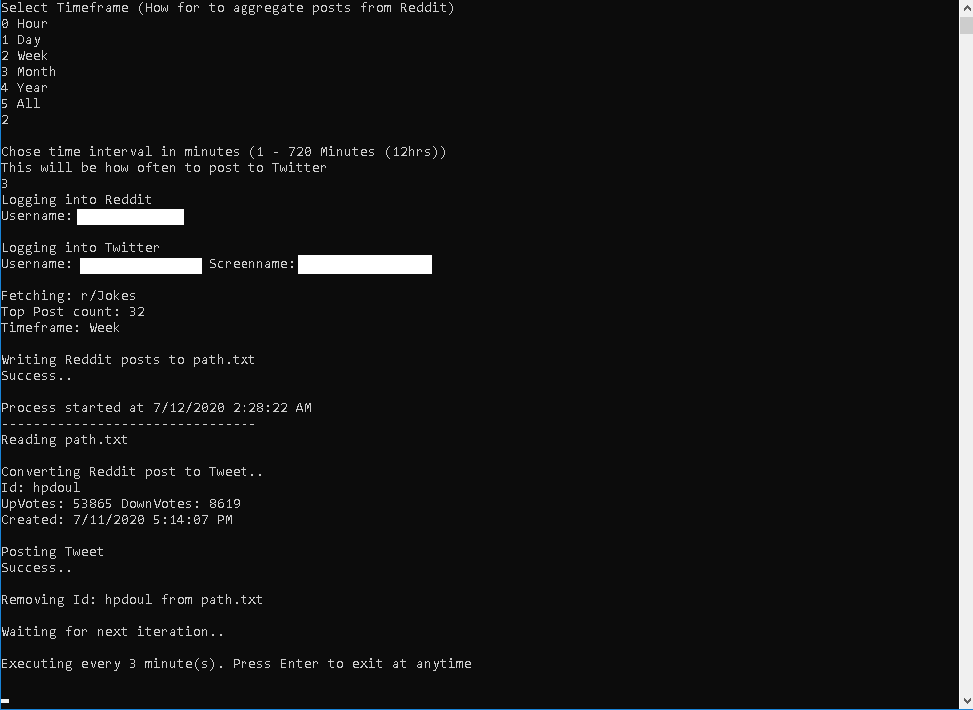 Select Timeframe (How for to aggregate posts from Reddit)
0 Hour
1 Day
2 Week
3 Month
4 Year
5 All
2
Chose time interval in minutes (1 - 720 Minutes (12hrs))
This will be how often to post to Twitter
3
Logging into Reddit
Username:
Logging into Twitter
Username: Screenname:
Fetching: r/Jokes
Top Post count: 32
Timeframe: Week
Writing Reddit posts to path.txt
Success..
Process started at 7/12/2020 2:28:22 AM
--------------------------------
Reading path.txt
Converting Reddit post to Tweet..
Id: hpdoul
UpVotes: 53865 DownVotes: 8619
Created: 7/11/2020 5:14:07 PM
Posting Tweet
Success..
Removing Id: hpdoul from path.txt
Waiting for next iteration..
Executing every 3 minute(s). Press Enter to exit at anytime